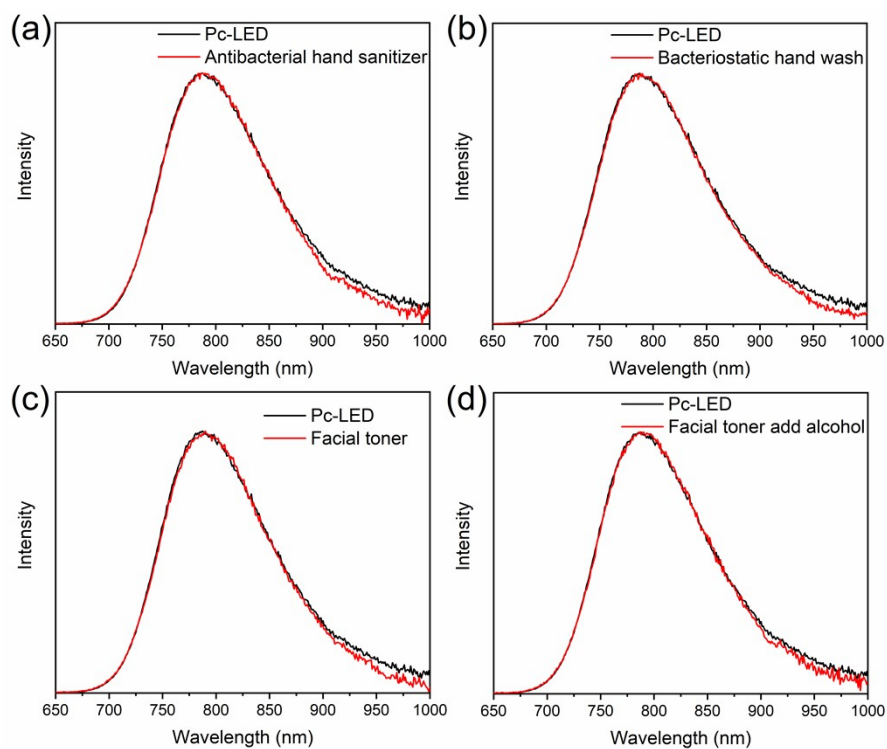 (a)
Pc-LED
Antibacterial hand sanitizer
Intensity
650 700 750 800 850 900 950 1000
Wavelength (nm)
(b)
Pc-LED
Bacteriostatic hand wash
Intensity
650 700 750 800 850 900 950 1000
Wavelength (nm)
(c)
Pc-LED
Facial toner
Intensity
650 700 750 800 850 900 950 1000
Wavelength (nm)
(d)
Pc-LED
Facial toner add alcohol
Intensity
650 700 750 800 850 900 950 1000
Wavelength (nm)